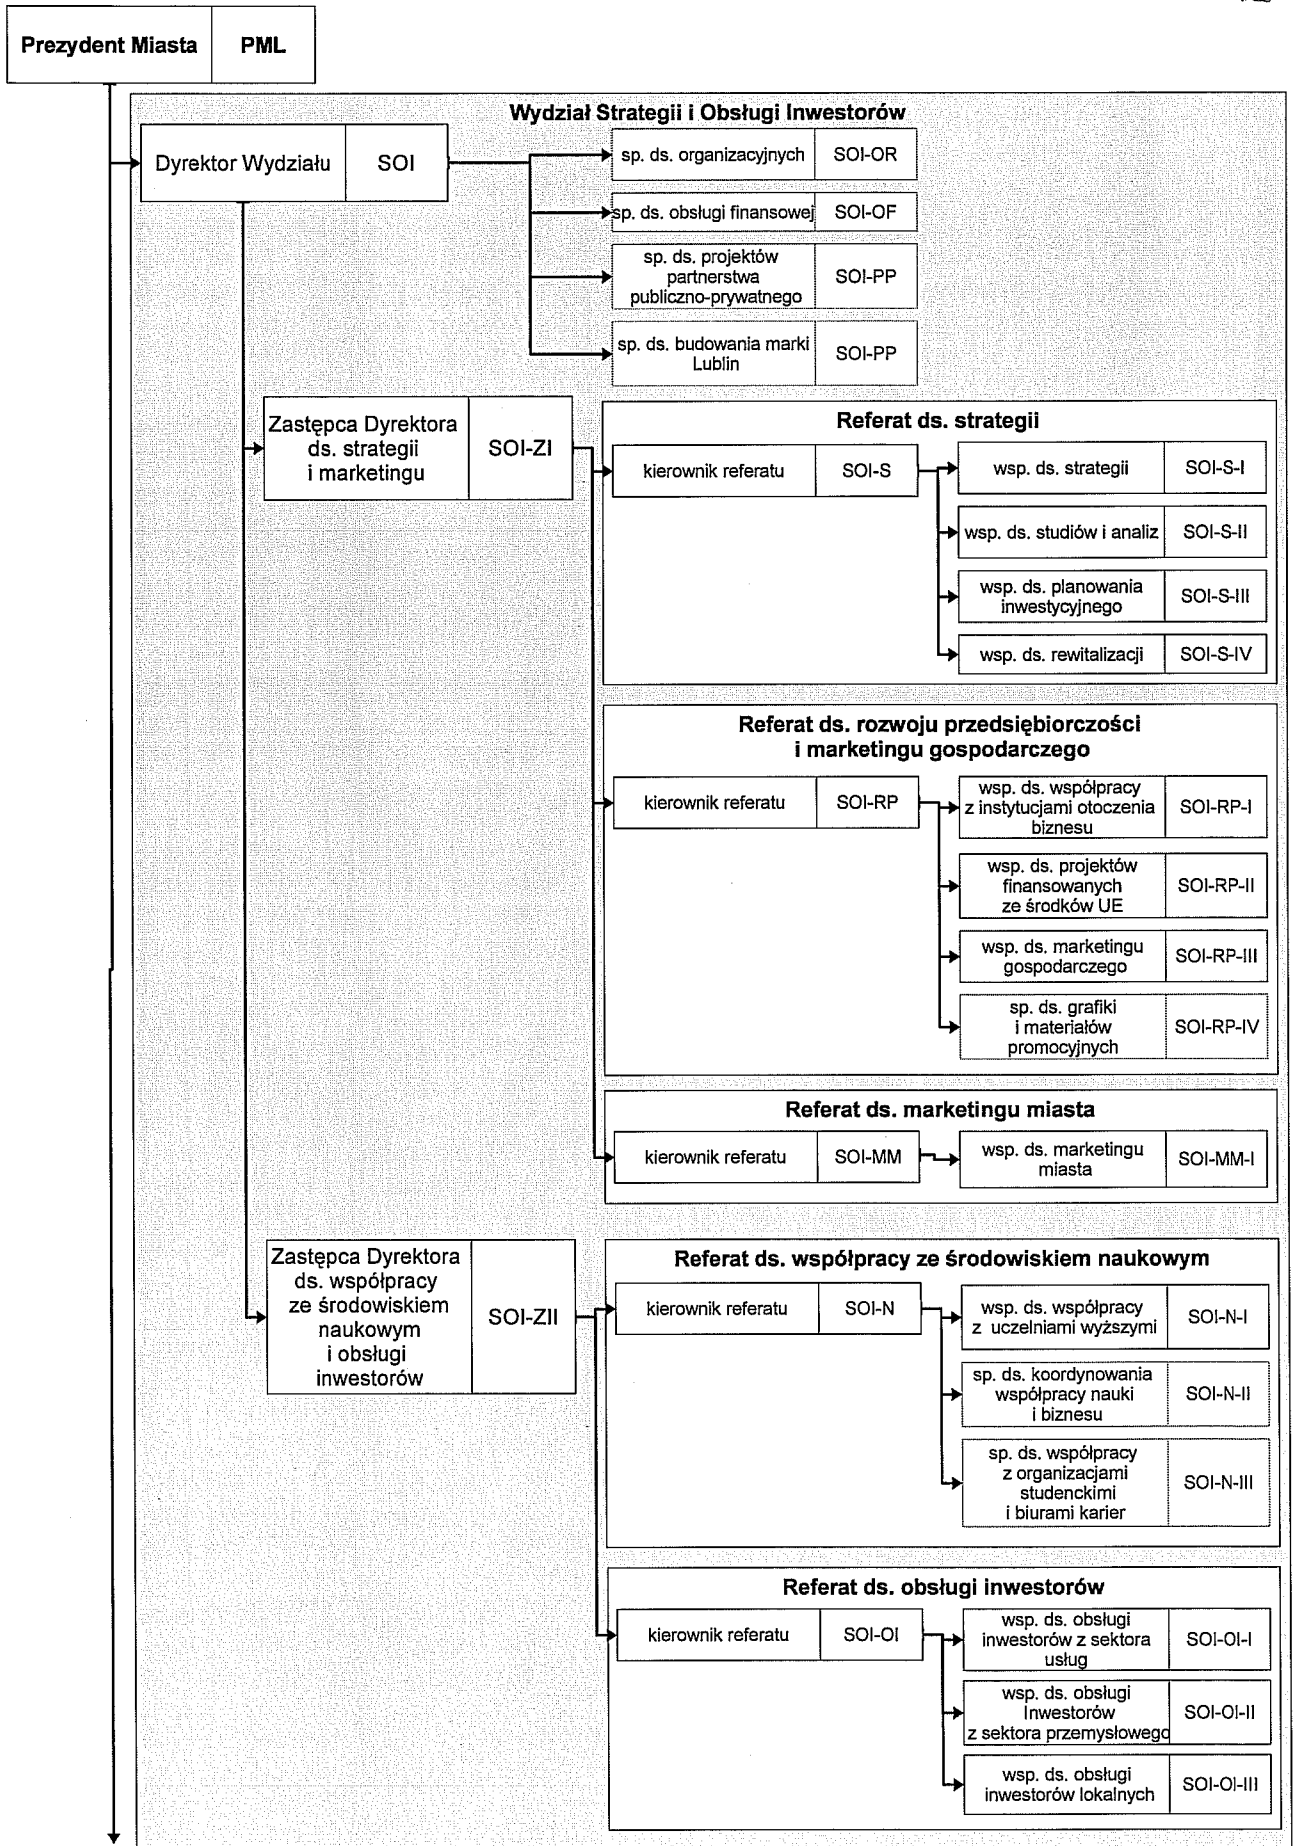 Prezydent Miasta PML
Wydział Strategii i Obsługi Inwestorów
Dyrektor Wydziału SOI
sp. ds. organizacyjnych SOI-OR
sp. ds. obsługi finansowej SOI-OF
sp. ds. projektów
partnerstwa
publiczno-prywatnego
SOI-PP
sp. ds. budowania marki
Lublin
SOI-PP
Zastępca Dyrektora
ds. strategii
i marketingu
SOI-ZI
Referat ds. strategii
kierownik referatu SOI-S
wsp. ds. strategii SOI-S-I
wsp. ds. studiów i analiz SOI-S-II
wsp. ds. planowania
inwestycyjnego
SOI-S-III
wsp. ds. rewitalizacji SOI-S-IV
Referat ds. rozwoju przedsiębiorczości
i marketingu gospodarczego
kierownik referatu SOI-RP
wsp. ds. współpracy
z instytucjami otoczenia
biznesu
SOI-RP-I
wsp. ds. projektów
finansowanych
ze środków UE
SOI-RP-II
wsp. ds. marketingu
gospodarczego
SOI-RP-III
sp. ds. grafiki
i materiałów
promocyjnych
SOI-RP-IV
Referat ds. marketingu miasta
kierownik referatu SOI-MM
wsp. ds. marketingu
miasta
SOI-MM-I
Zastępca Dyrektora
ds. współpracy
ze środowiskiem
naukowym
i obsługi
inwestorów
SOI-ZII
Referat ds. współpracy ze środowiskiem naukowym
kierownik referatu SOI-N
wsp. ds. współpracy
z uczelniami wyższymi
SOI-N-I
sp. ds. koordynowania
współpracy nauki
i biznesu
SOI-N-II
sp. ds. współpracy
z organizacjami
studenckimi
i biurami karier
SOI-N-III
Referat ds. obsługi inwestorów
kierownik referatu SOI-OI
wsp. ds. obsługi
inwestorów z sektora
usług
SOI-OI-I
wsp. ds. obsługi
Inwestorów
z sektora przemysłowego
SOI-OI-II
wsp. ds. obsługi
inwestorów lokalnych
SOI-OI-III